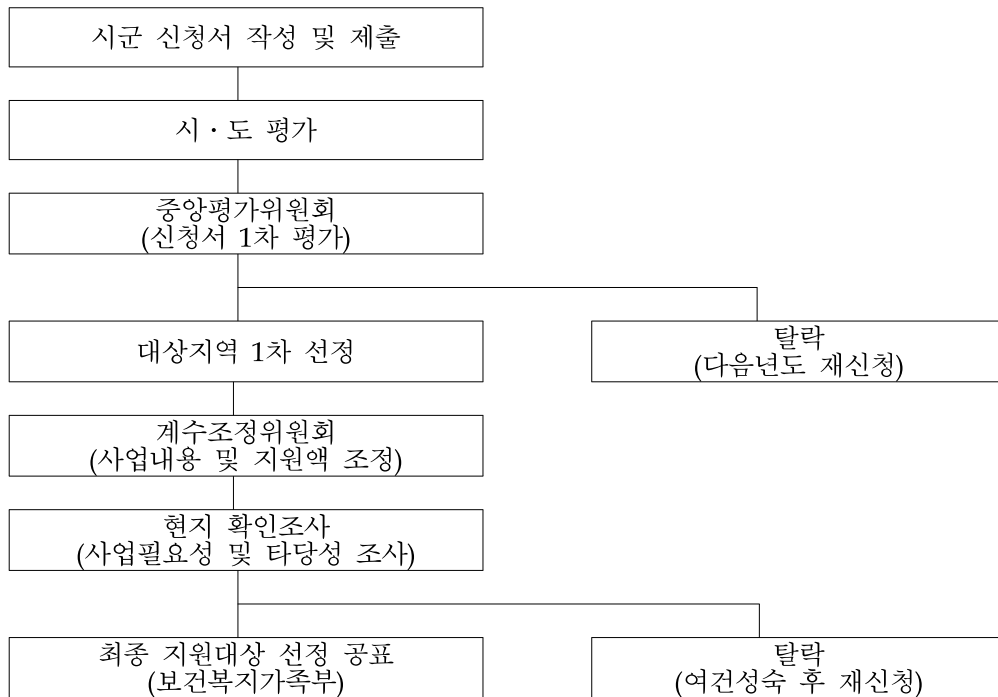 시군 신청서 작성 및 제출
시·도 평가
중앙평가위원회
(신청서 1차 평가)
대상지역 1차 선정
탈락
(다음년도 재신청)
계수조정위원회
(사업내용 및 지원액 조정)
현지 확인조사
(사업필요성 및 타당성 조사)
최종 지원대상 선정 공표
(보건복지가족부)
탈락
(여건성숙 후 재신청)